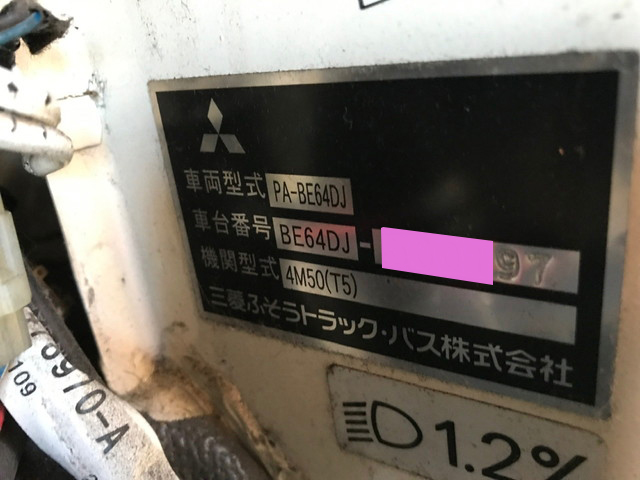 車両型式 PA-BE64DJ
車台番号 BE64DJ- 97
機関型式 4M50(T5)
三菱ふそうトラック・バス株式会社
1.2%
8970-A
109